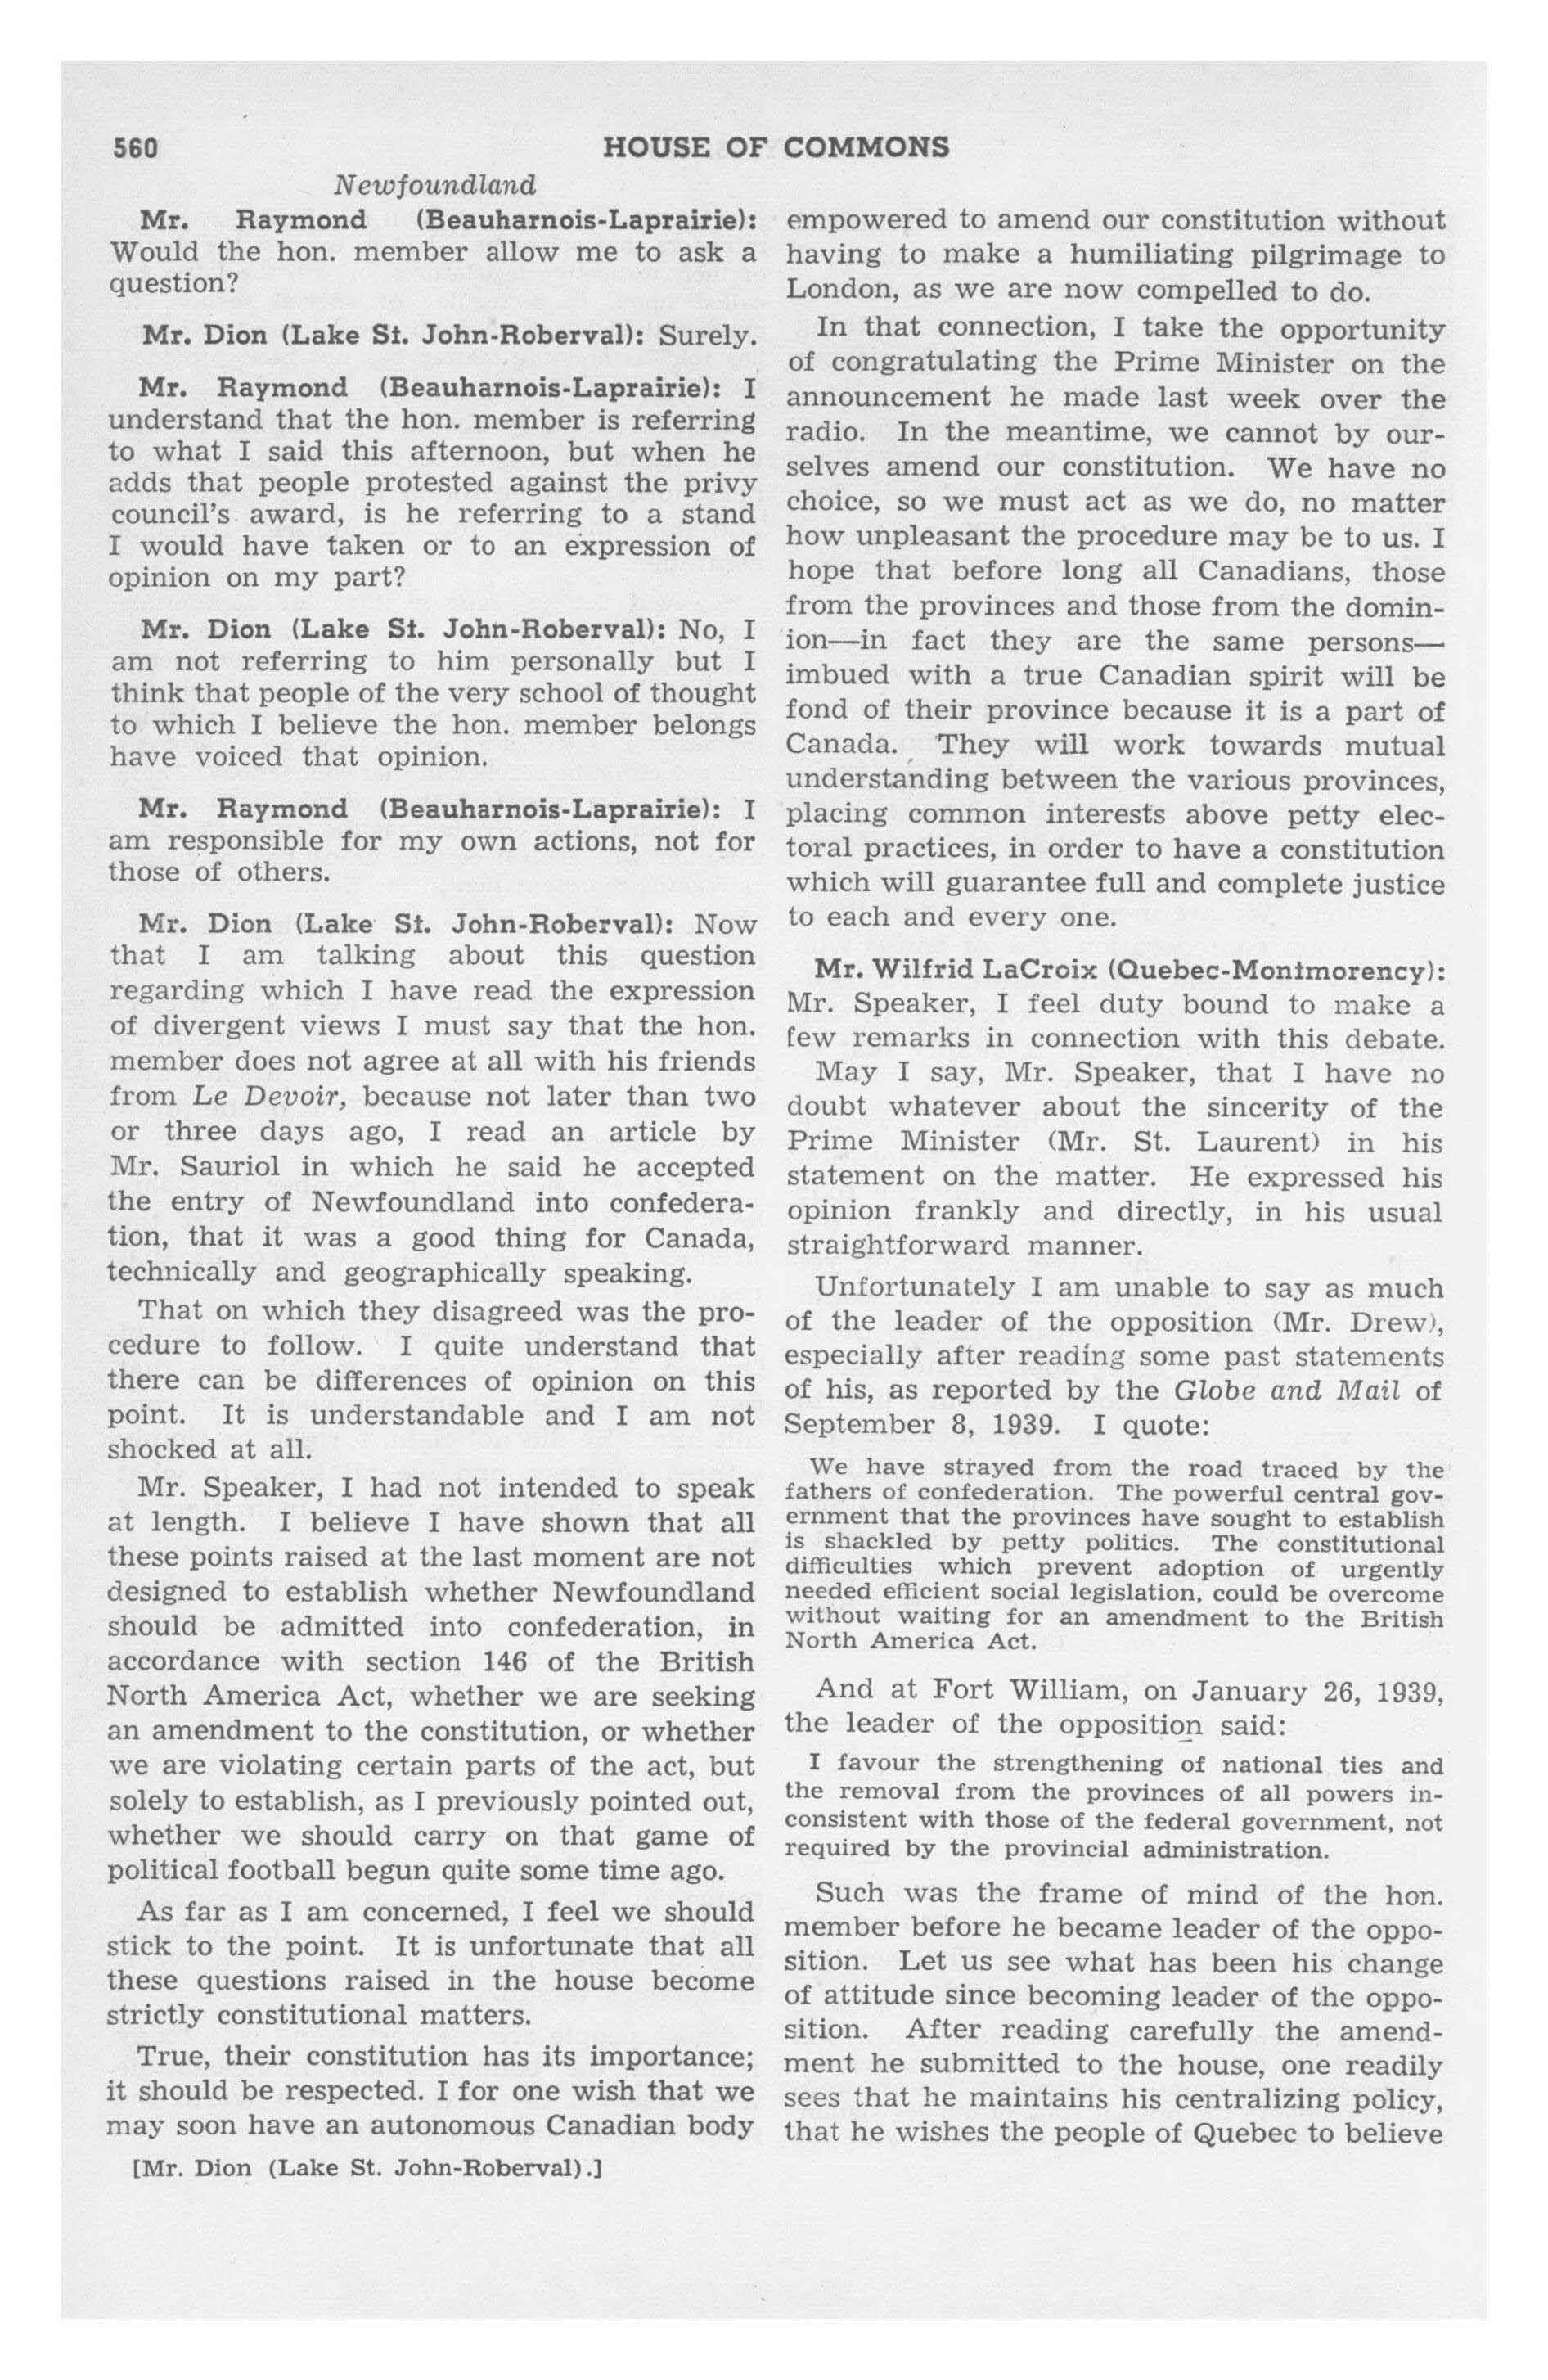 560
HOUSE OF COMMONS
Newfoundland
Mr. Raymond (Beauharnois-Laprairie):
Would the hon. member allow me to ask a
question?
Mr. Dion (Lake St. John-Roberval): Surely.
Mr. Raymond (Beauharnois-Laprairie): I
understand that the hon. member is referring
to what I said this afternoon, but when he
adds that people protested against the privy
council's award, is he referring to a stand
I would have taken or to an expression of
opinion on my part?
Mr. Dion (Lake St. John-Roberval): No, I
am not referring to him personally but I
think that people of the very school of thought
to which I believe the hon. member belongs
have voiced that opinion.
Mr. Raymond (Beauharnois-Laprairie): I
am responsible for my own actions, not for
those of others.
Mr. Dion (Lake St. John-Roberval): Now
that I am talking about this question
regarding which I have read the expression
of divergent views I must say that the hon.
member does not agree at all with his friends
from Le Devoir, because not later than two
or three days ago, I read an article by
Mr. Sauriol in which he said he accepted
the entry of Newfoundland into confedera-
tion, that it was a good thing for Canada,
technically and geographically speaking.
That on which they disagreed was the pro-
cedure to follow. I quite understand that
there can be differences of opinion on this
point. It is understandable and I am not
shocked at all.
Mr. Speaker, I had not intended to speak
at length. I believe I have shown that all
these points raised at the last moment are not
designed to establish whether Newfoundland
should be admitted into confederation, in
accordance with section 146 of the British
North America Act, whether we are seeking
an amendment to the constitution, or whether
we are violating certain parts of the act, but
solely to establish, as I previously pointed out,
whether we should carry on that game of
political football begun quite some time ago.
As far as I am concerned, I feel we should
stick to the point. It is unfortunate that all
these questions raised in the house become
strictly constitutional matters.
True, their constitution has its importance;
it should be respected. I for one wish that we
may soon have an autonomous Canadian body
[Mr. Dion (Lake St. John-Roberval).]
empowered to amend our constitution without
having to make a humiliating pilgrimage to
London, as we are now compelled to do.
In that connection, I take the opportunity
of congratulating the Prime Minister on the
announcement he made last week over the
radio. In the meantime, we cannot by our-
selves amend our constitution. We have no
choice, so we must act as we do, no matter
how unpleasant the procedure may be to us. I
hope that before long all Canadians, those
from the provinces and those from the domin-
ion—in fact they are the same persons—
imbued with a true Canadian spirit will be
fond of their province because it is a part of
Canada. They will work towards mutual
understanding between the various provinces,
placing common interests above petty elec-
toral practices, in order to have a constitution
which will guarantee full and complete justice
to each and every one.
Mr. Wilfrid LaCroix (Quebec-Montmorency):
Mr. Speaker, I feel duty bound to make a
few remarks in connection with this debate.
May I say, Mr. Speaker, that I have no
doubt whatever about the sincerity of the
Prime Minister (Mr. St. Laurent) in his
statement on the matter. He expressed his
opinion frankly and directly, in his usual
straightforward manner.
Unfortunately I am unable to say as much
of the leader of the opposition (Mr. Drew),
especially after reading some past statements
of his, as reported by the Globe and Mail of
September 8, 1939. I quote:
We have strayed from the road traced by the
fathers of confederation. The powerful central gov-
ernment that the provinces have sought to establish
is shackled by petty politics. The constitutional
difficulties which prevent adoption of urgently
needed efficient social legislation, could be overcome
without waiting for an amendment to the British
North America Act.
And at Fort William, on January 26, 1939,
the leader of the opposition said:
I favour the strengthening of national ties and
the removal from the provinces of all powers in-
consistent with those of the federal government, not
required by the provincial administration.
Such was the frame of mind of the hon.
member before he became leader of the oppo-
sition. Let us see what has been his change
of attitude since becoming leader of the oppo-
sition. After reading carefully the amend-
ment he submitted to the house, one readily
sees that he maintains his centralizing policy,
that he wishes the people of Quebec to believe